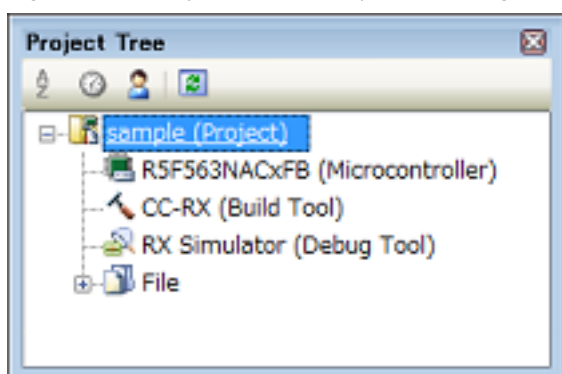 Project Tree
sample (Project)
R5F563NACxFB (Microcontroller)
CC-RX (Build Tool)
RX Simulator (Debug Tool)
File